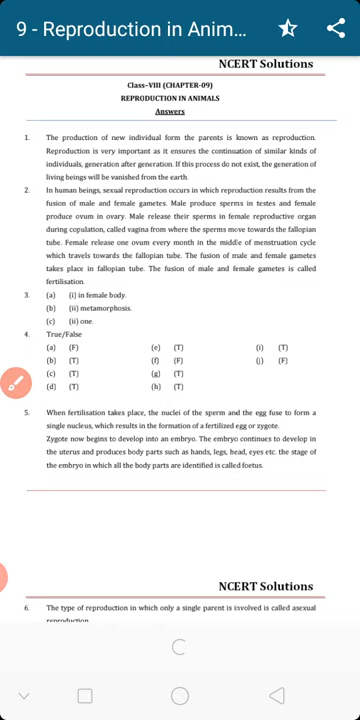 9 - Reproduction in Anim...
NCERT Solutions
Class–VIII (CHAPTER-09)
REPRODUCTION IN ANIMALS
Answers
1. The production of new individual form the parents is known as reproduction.
Reproduction is very important as it ensures the continuation of similar kinds of
individuals, generation after generation. If this process do not exist, the generation of
living beings will be vanished from the earth.
2. In human beings, sexual reproduction occurs in which reproduction results from the
fusion of male and female gametes. Male produce sperms in testes and female
produce ovum in ovary. Male release their sperms in female reproductive organ
during copulation, called vagina from where the sperms move towards the fallopian
tube. Female release one ovum every month in the middle of menstruation cycle
which travels towards the fallopian tube. The fusion of male and female gametes
takes place in fallopian tube. The fusion of male and female gametes is called
fertilisation.
3. (a) (i) in female body.
(b) (ii) metamorphosis.
(c) (ii) one.
4. True/False
(a) (F) (e) (T) (i) (T)
(b) (T) (f) (F) (j) (F)
(c) (T) (g) (T)
(d) (T) (h) (T)
5. When fertilisation takes place, the nuclei of the sperm and the egg fuse to form a
single nucleus, which results in the formation of a fertilized egg or zygote.
Zygote now begins to develop into an embryo. The embryo continues to develop in
the uterus and produces body parts such as hands, legs, head, eyes etc. the stage of
the embryo in which all the body parts are identified is called foetus.
NCERT Solutions
6. The type of reproduction in which only a single parent is involved is called asexual
reproduction.